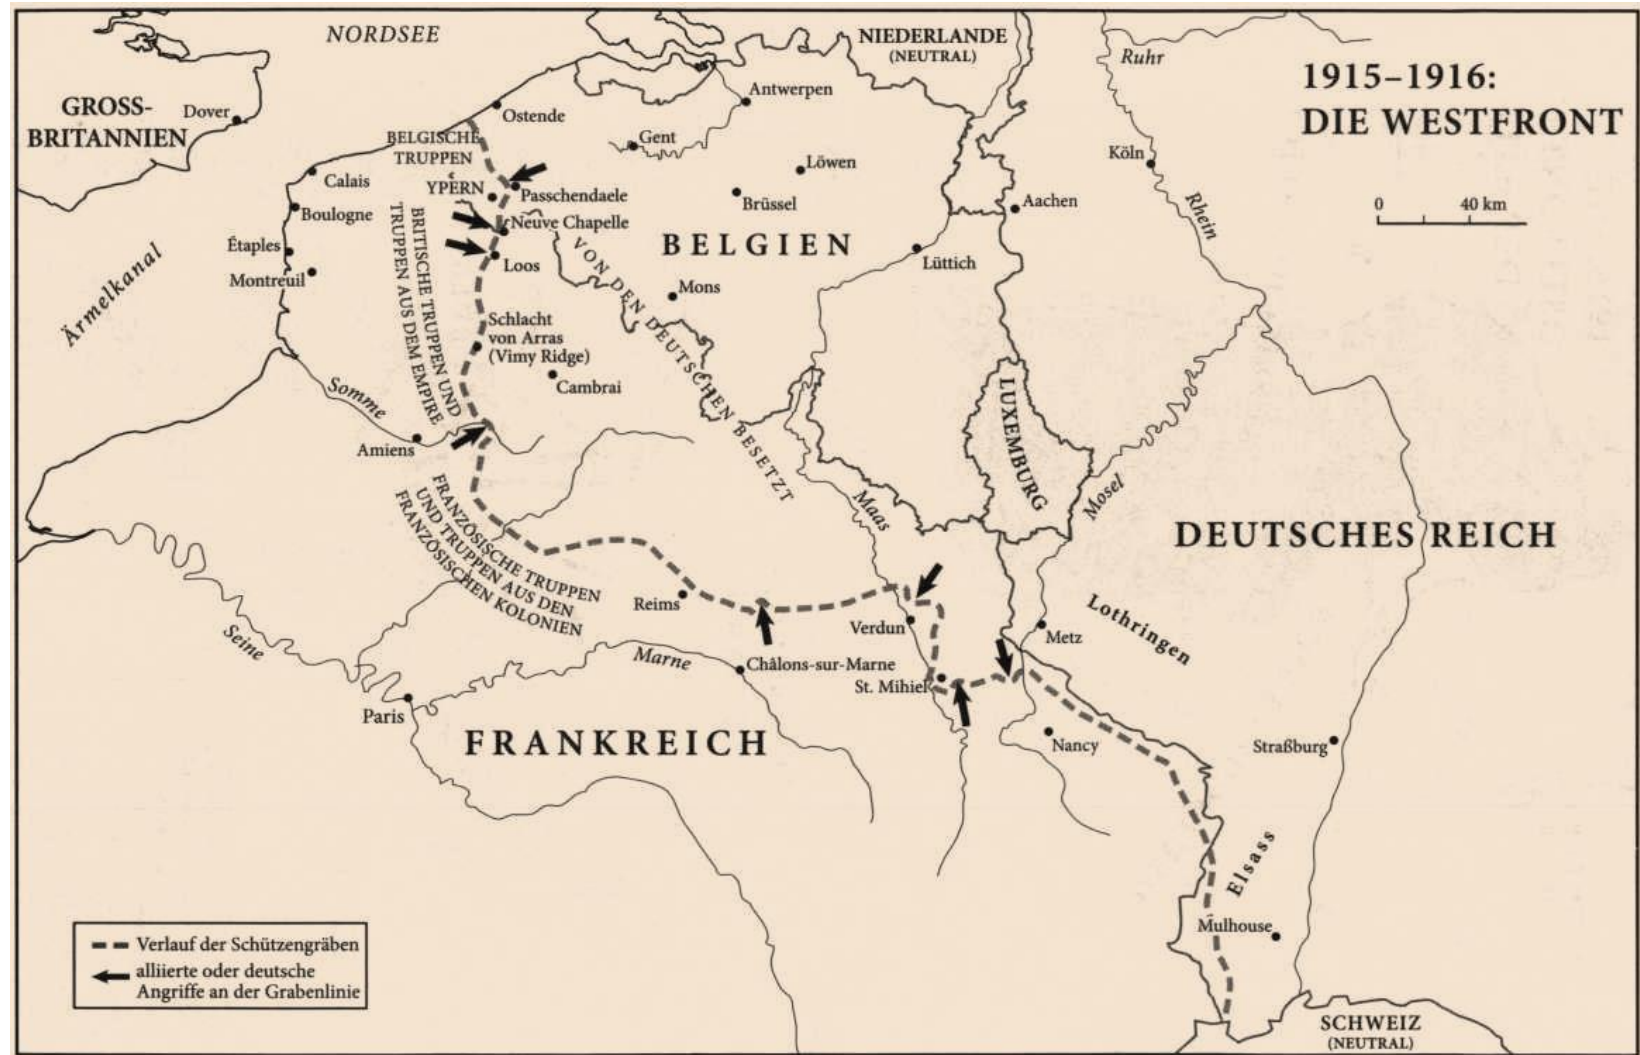 1915–1916:
DIE WESTFRONT
0 40 km
NORDSEE
NIEDERLANDE
(NEUTRAL)
Ruhr
GROSS-
BRITANNIEN
Dover
Ostende
Antwerpen
BELGISCHE
TRUPPEN
Gent
Löwen
Köln
Calais
YPERN
Passchendaele
Brüssel
Aachen
Rhein
Boulogne
Neuve Chapelle
Étaples
BELGIEN
Lüttich
Loos
Montreuil
Mons
Ärmelkanal
BRITISCHE TRUPPEN UND
TRUPPEN AUS DEM EMPIRE
VON DEN DEUTSCHEN BESETZT
Schlacht
von Arras
(Vimy Ridge)
Cambrai
Somme
Amiens
LUXEMBURG
Mosel
Maas
DEUTSCHES REICH
FRANZÖSISCHE TRUPPEN
UND TRUPPEN AUS DEN
FRANZÖSISCHEN KOLONIEN
Reims
Verdun
Metz
Lothringen
Seine
Marne
Châlons-sur-Marne
St. Mihiel
Paris
FRANKREICH
Nancy
Straßburg
Elsass
Mulhouse
Verlauf der Schützengräben
alliierte oder deutsche
Angriffe an der Grabenlinie
SCHWEIZ
(NEUTRAL)